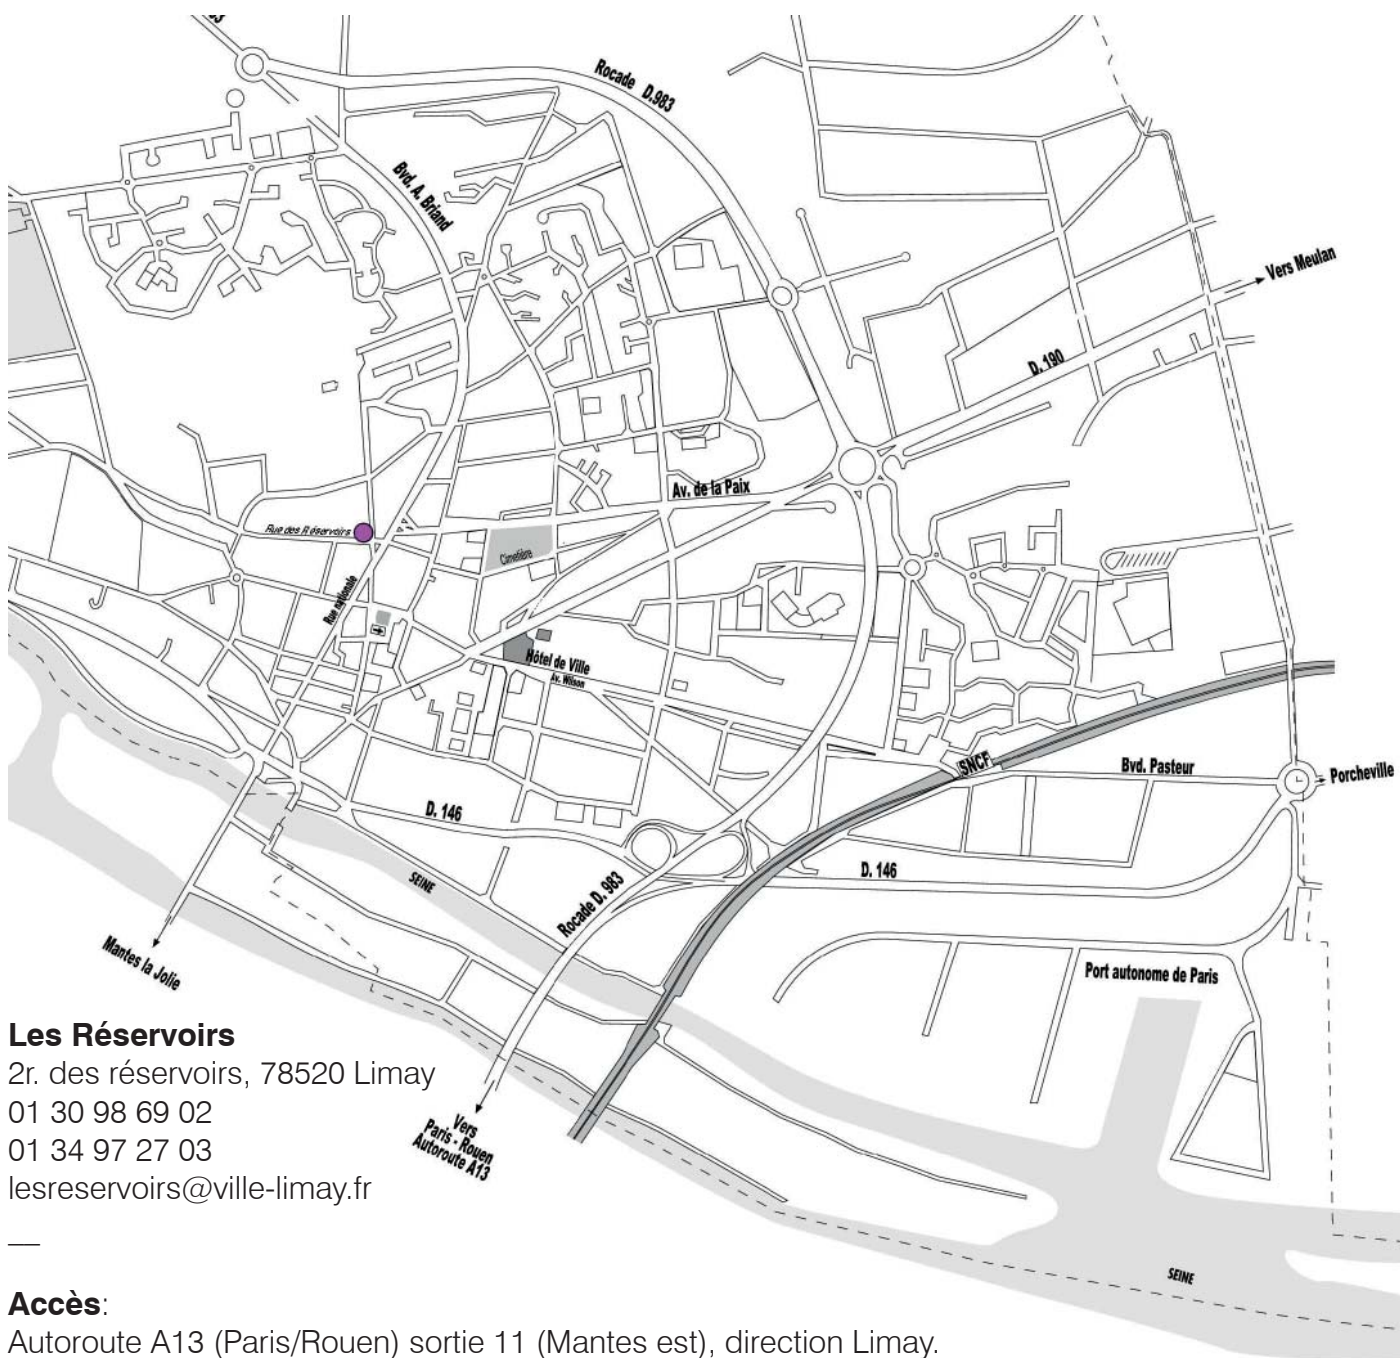 Rocade D.983
Bvd. A. Briand
Vers Meulan
D. 190
Av. de la Paix
Rue des Réservoirs
Cimetière
Rue nationale
Hôtel de Ville
Av. Wilson
SNCF
Bvd. Pasteur
Porcheville
D. 146
D. 146
SEINE
Rocade D. 983
Mantes la Jolie
Port autonome de Paris
Vers
Paris - Rouen
Autoroute A13
SEINE
Les Réservoirs
2r. des réservoirs, 78520 Limay
01 30 98 69 02
01 34 97 27 03
lesreservoirs@ville-limay.fr
—
Accès:
Autoroute A13 (Paris/Rouen) sortie 11 (Mantes est), direction Limay.